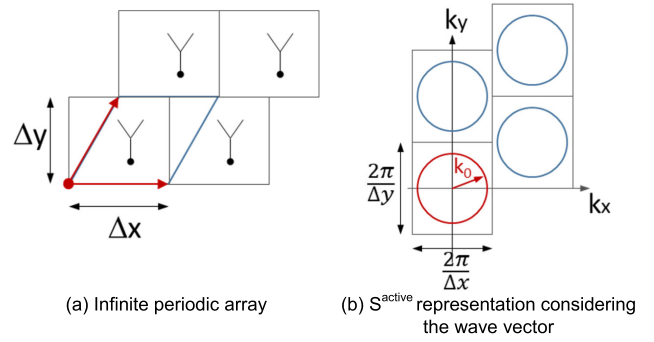 Δy
Δx
(a) Infinite periodic array
ky
k₀
kx
2π
Δy
2π
Δx
(b) S^active representation considering
the wave vector